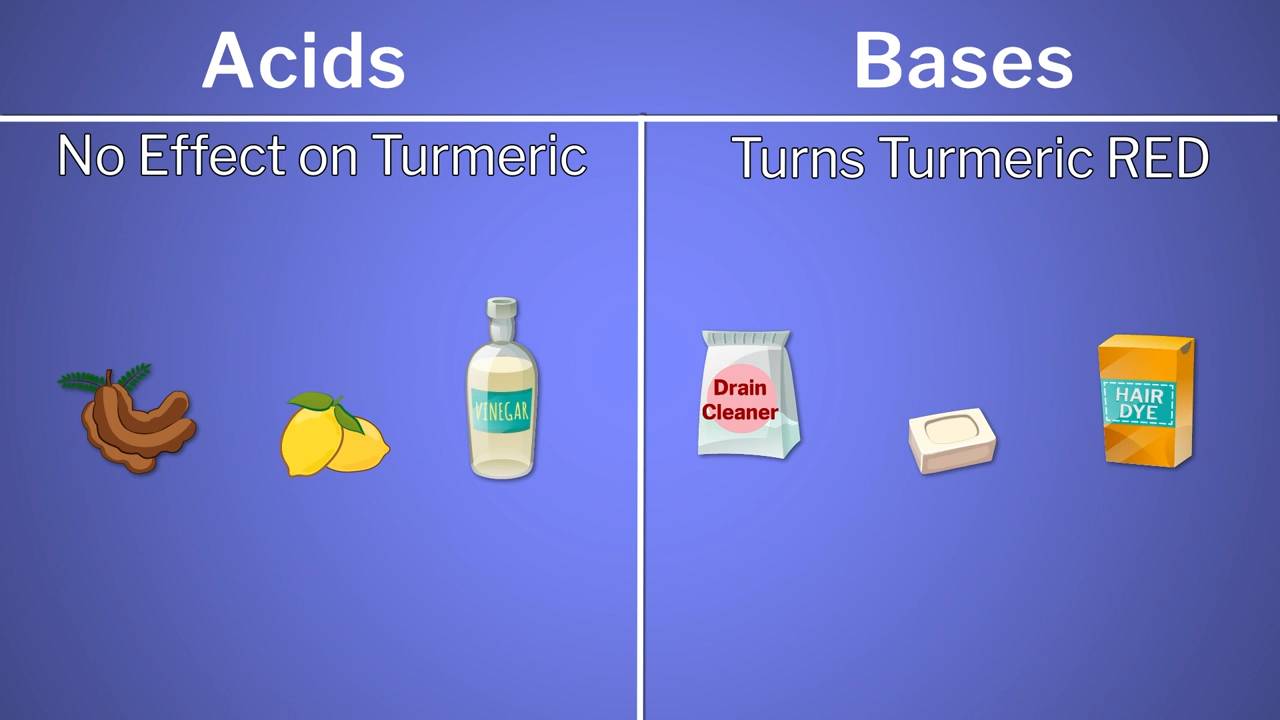 Acids
Bases
No Effect on Turmeric
Turns Turmeric RED
VINEGAR
Drain
Cleaner
HAIR
DYE